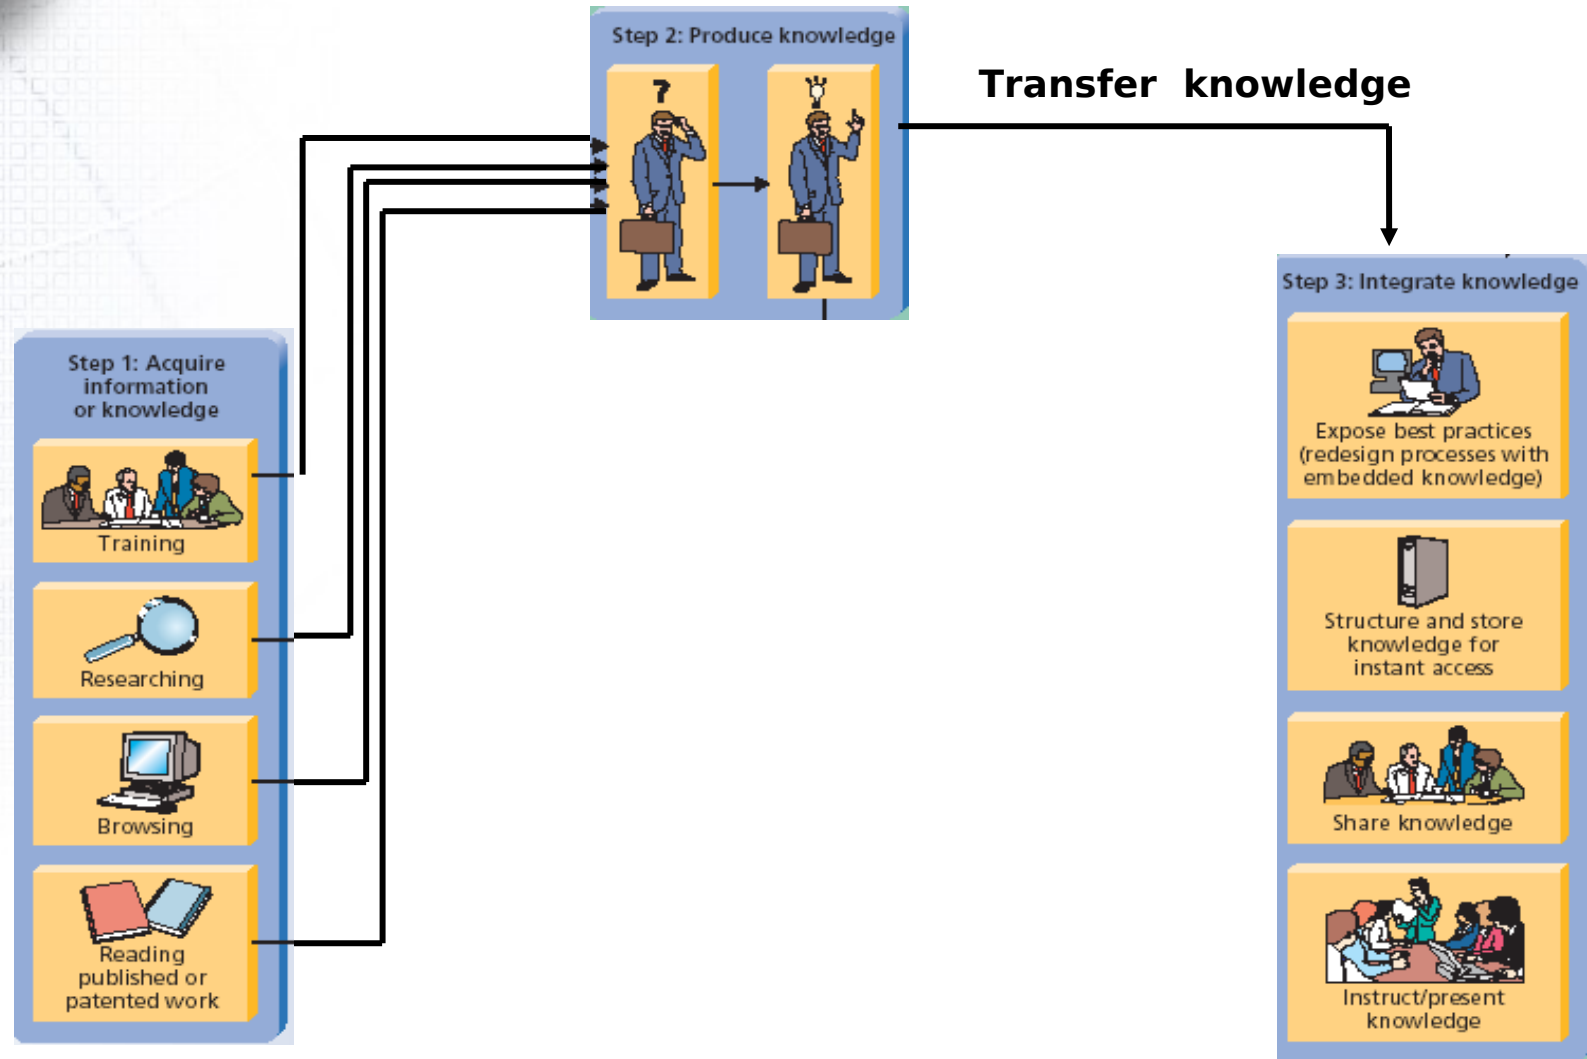 Step 2: Produce knowledge
?
Transfer knowledge
Step 1: Acquire
information
or knowledge
Training
Researching
Browsing
Reading
published or
patented work
Step 3: Integrate knowledge
Expose best practices
(redesign processes with
embedded knowledge)
Structure and store
knowledge for
instant access
Share knowledge
Instruct/present
knowledge